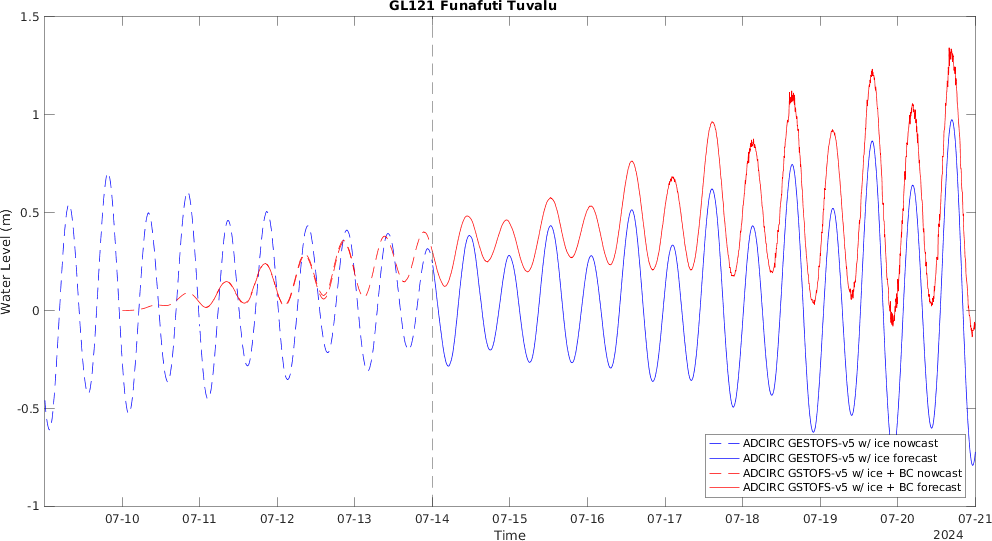 GL121 Funafuti Tuvalu
1.5
1
0.5
0
-0.5
-1
Water Level (m)
07-10 07-11 07-12 07-13 07-14 07-15 07-16 07-17 07-18 07-19 07-20 07-21
Time
2024
ADCIRC GESTOFS-v5 w/ ice nowcast
ADCIRC GESTOFS-v5 w/ ice forecast
ADCIRC GSTOFS-v5 w/ ice + BC nowcast
ADCIRC GSTOFS-v5 w/ ice + BC forecast